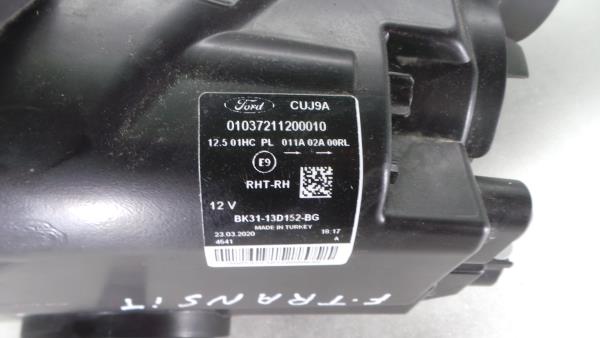 Ford CUJ9A
01037211200010
12.5 01HC PL 011A 02A 00RL
E9
RHT-RH
12 V
BK31-13D152-BG
MADE IN TURKEY
23.03.2020 18:17
4541 A
F-TRANSiT